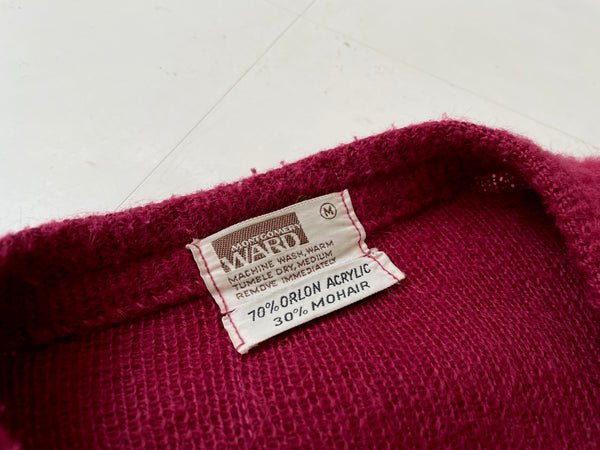 MONTGOMERY
WARD
M
MACHINE WASH, WARM
TUMBLE DRY, MEDIUM
REMOVE IMMEDIATELY
70% ORLON ACRYLIC
30% MOHAIR